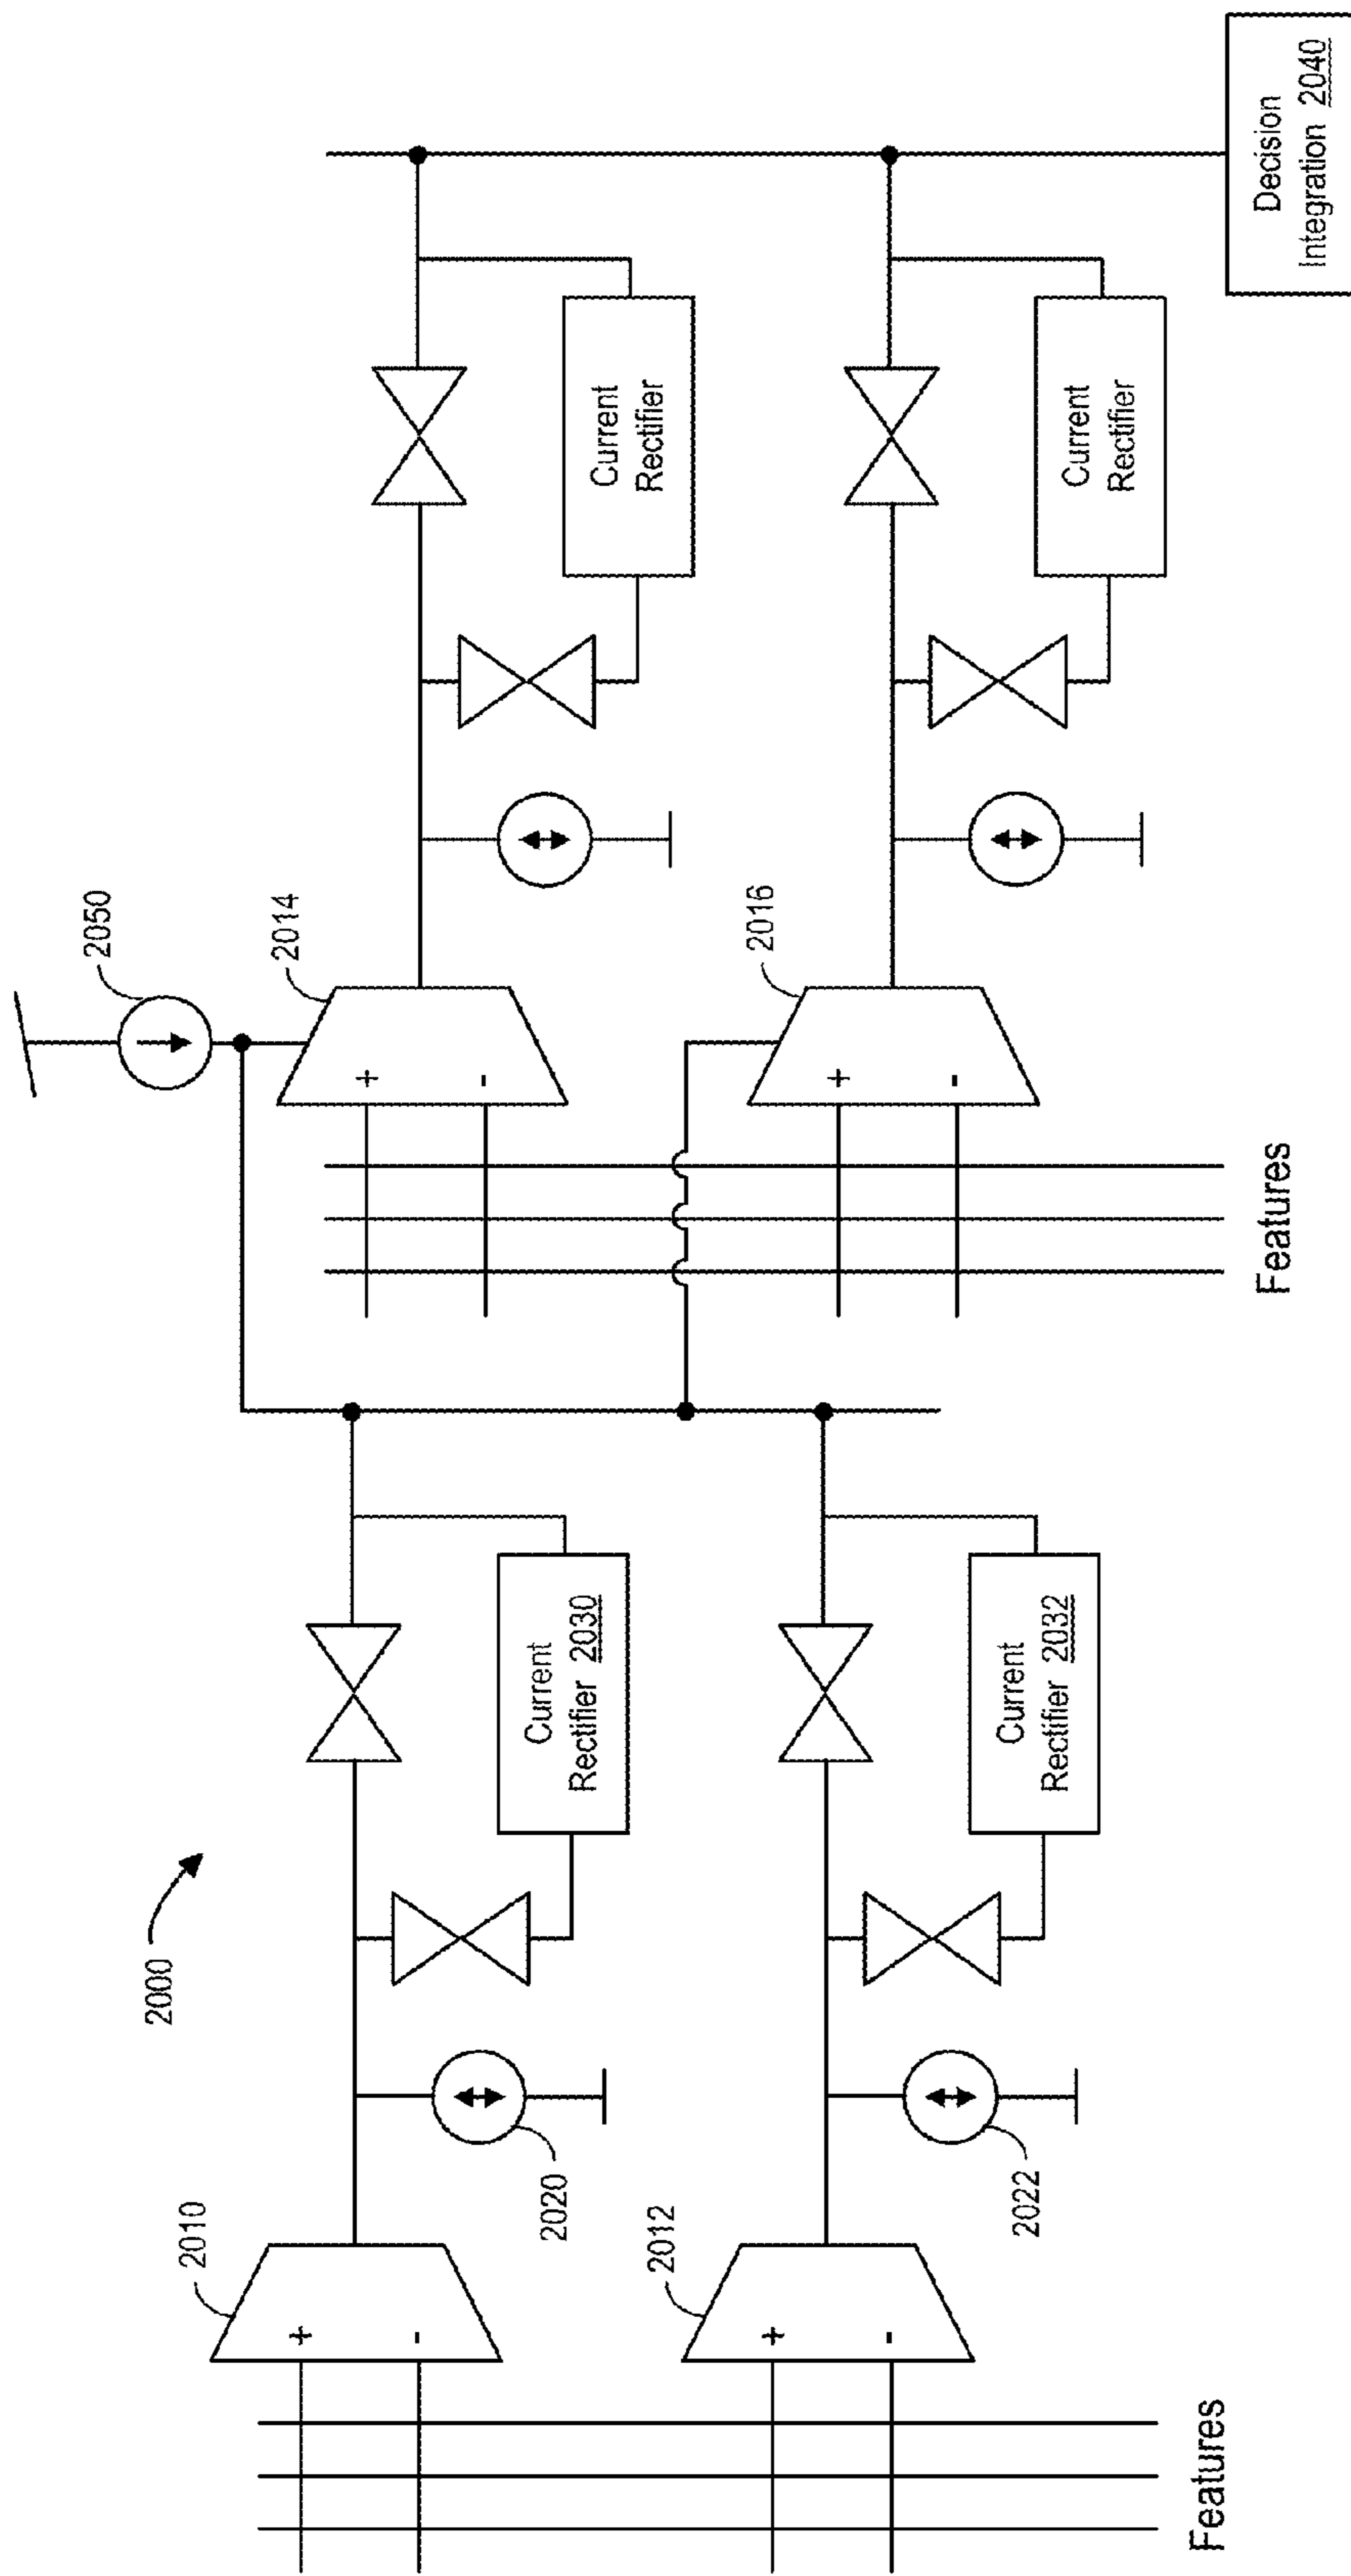 2000
2050
2010
+
-
2020
Current
Rectifier 2030
2014
+
-
Current
Rectifier
2012
+
-
2022
Current
Rectifier 2032
2016
+
-
Current
Rectifier
Features
Features
Decision
Integration 2040